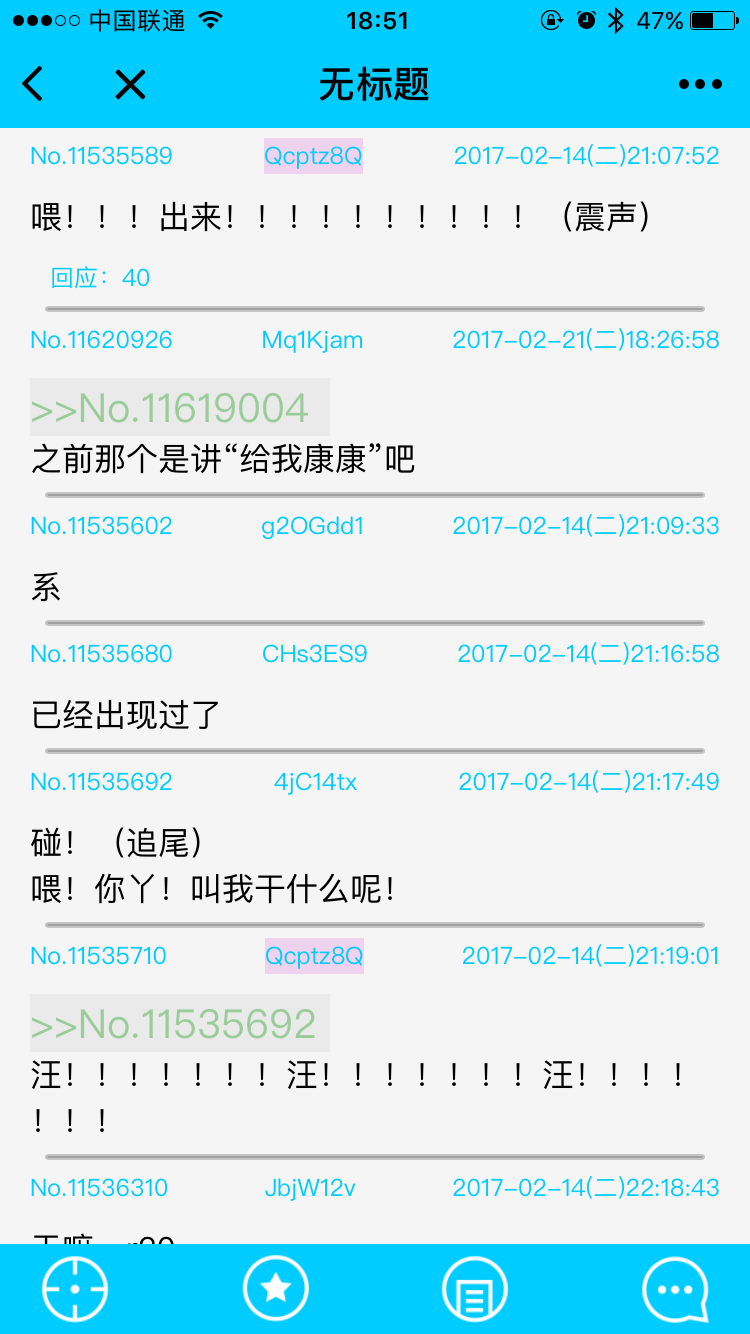 中国联通 18:51 47%
无标题
No.11535589 Qcptz8Q 2017-02-14(二)21:07:52
喂！！！出来！！！！！！！！！！（震声）
回应：40
No.11620926 Mq1Kjam 2017-02-21(二)18:26:58
>>No.11619004
之前那个是讲“给我康康”吧
No.11535602 g2OGdd1 2017-02-14(二)21:09:33
系
No.11535680 CHs3ES9 2017-02-14(二)21:16:58
已经出现过了
No.11535692 4jC14tx 2017-02-14(二)21:17:49
碰！（追尾）
喂！你丫！叫我干什么呢！
No.11535710 Qcptz8Q 2017-02-14(二)21:19:01
>>No.11535692
汪！！！！！！！汪！！！！！！！汪！！！！
！！！
No.11536310 JbjW12v 2017-02-14(二)22:18:43